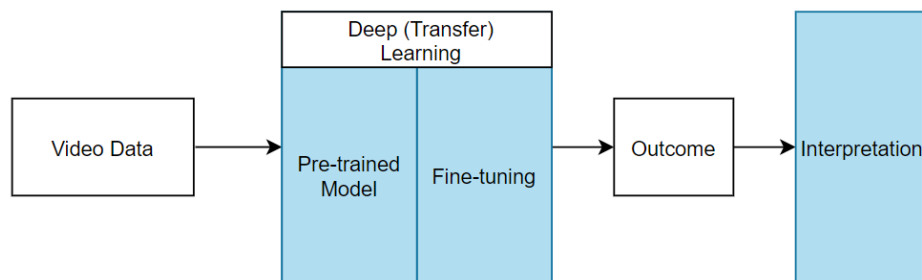 Deep (Transfer)
Learning
Video Data
Pre-trained
Model
Fine-tuning
Outcome
Interpretation